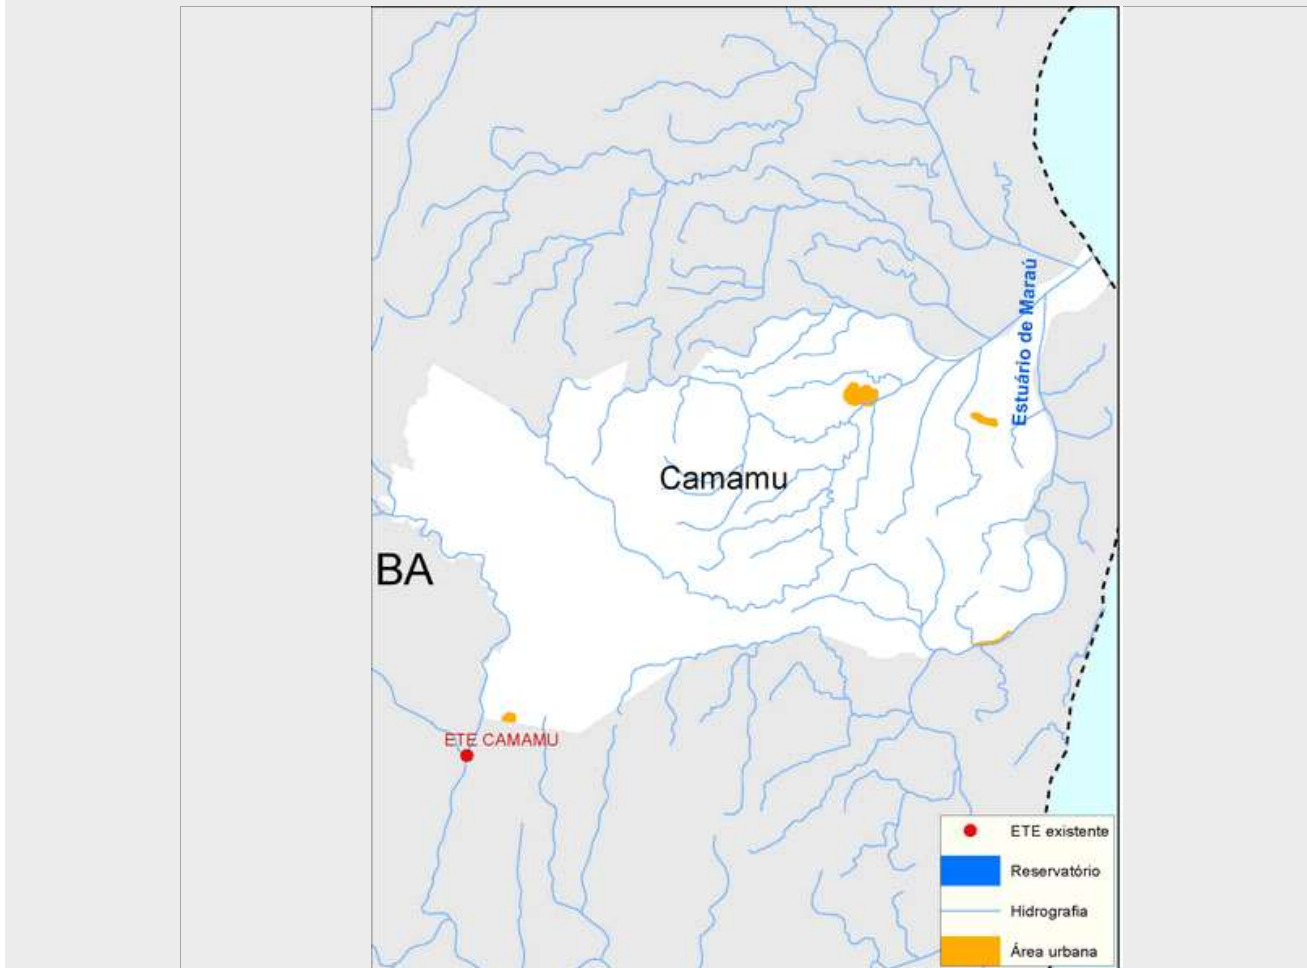 Estuário de Maraú
Camamu
BA
ETE CAMAMU
ETE existente
Reservatório
Hidrografia
Área urbana